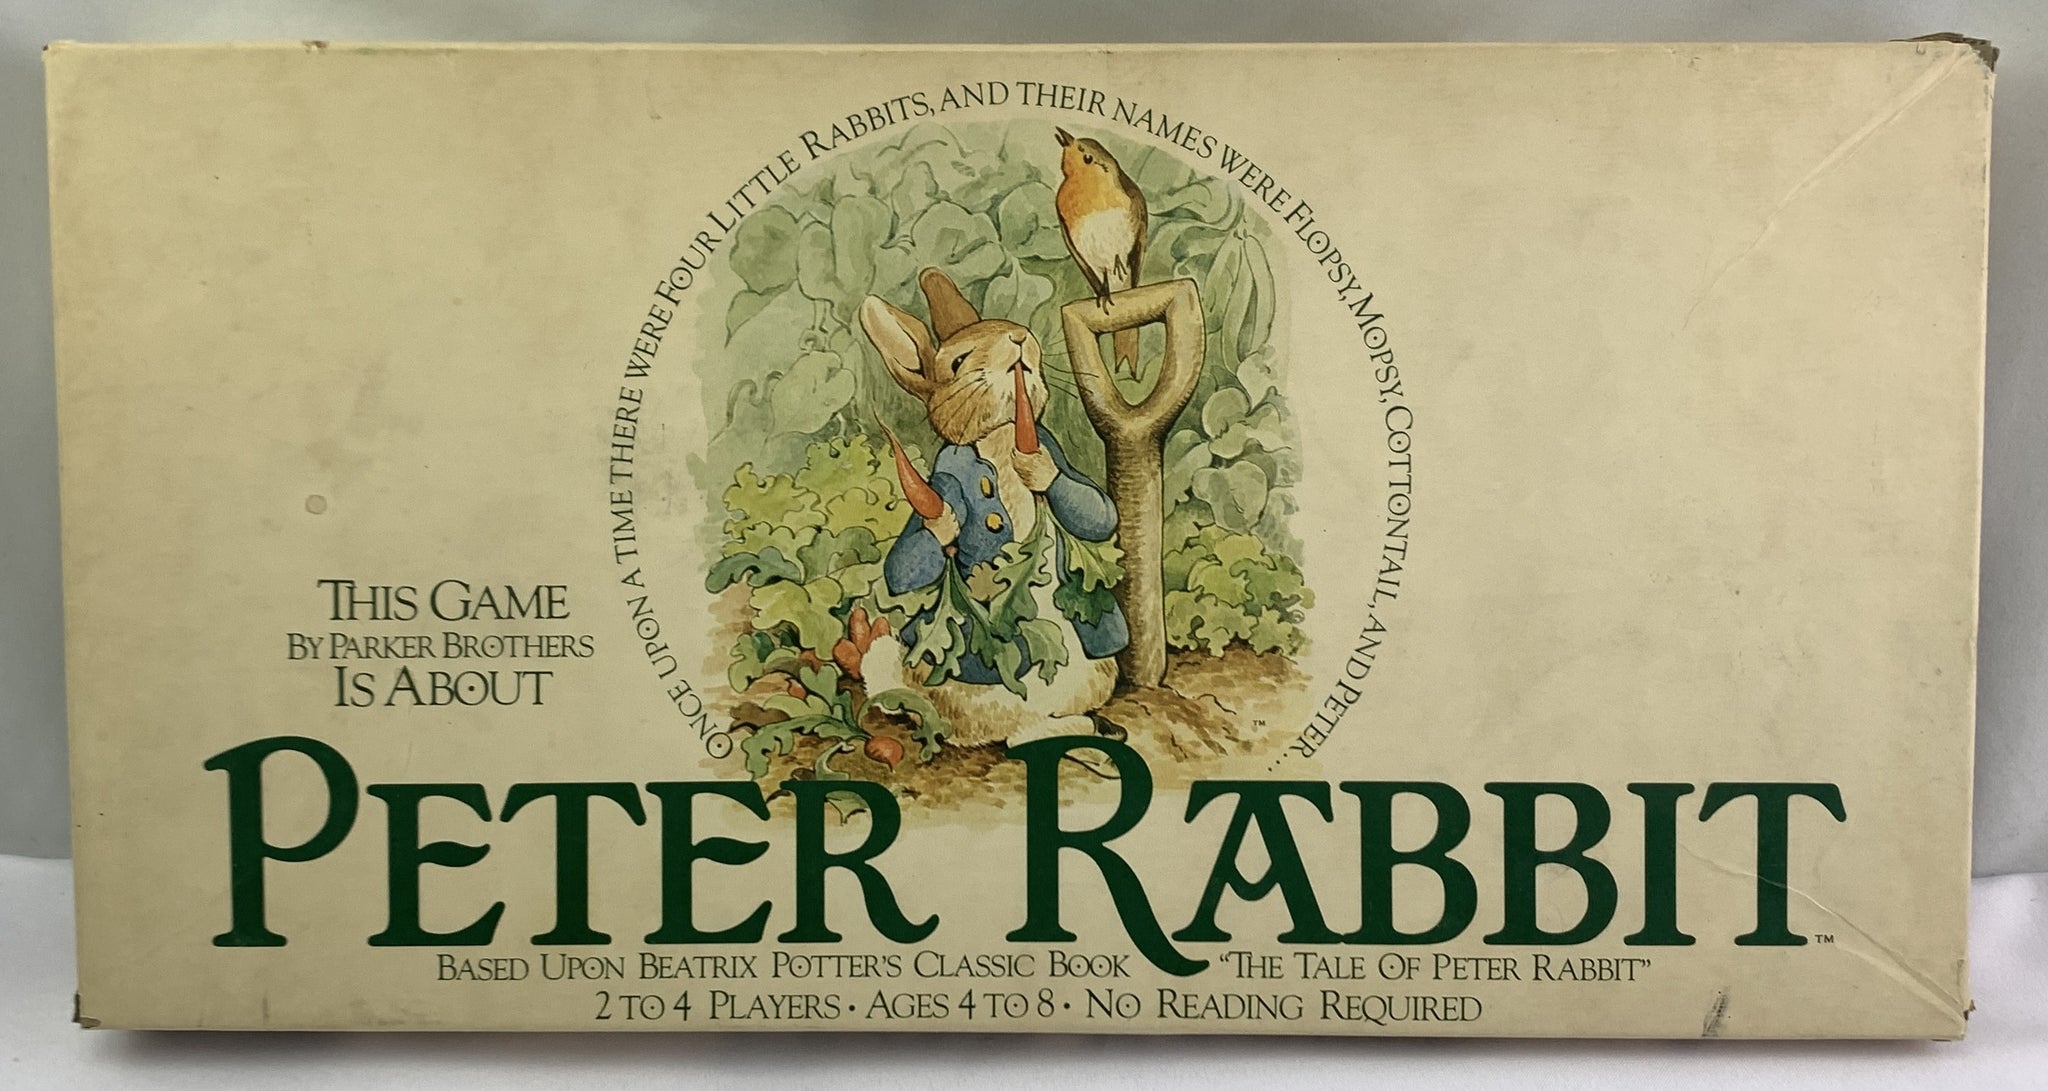 ONCE UPON A TIME THERE WERE FOUR LITTLE RABBITS, AND THEIR NAMES WERE FLOPSY, MOPSY, COTTONTAIL, AND PETER....
THIS GAME
BY PARKER BROTHERS
IS ABOUT
TM
PETER RABBIT TM
BASED UPON BEATRIX POTTER'S CLASSIC BOOK "THE TALE OF PETER RABBIT"
2 TO 4 PLAYERS · AGES 4 TO 8 · NO READING REQUIRED